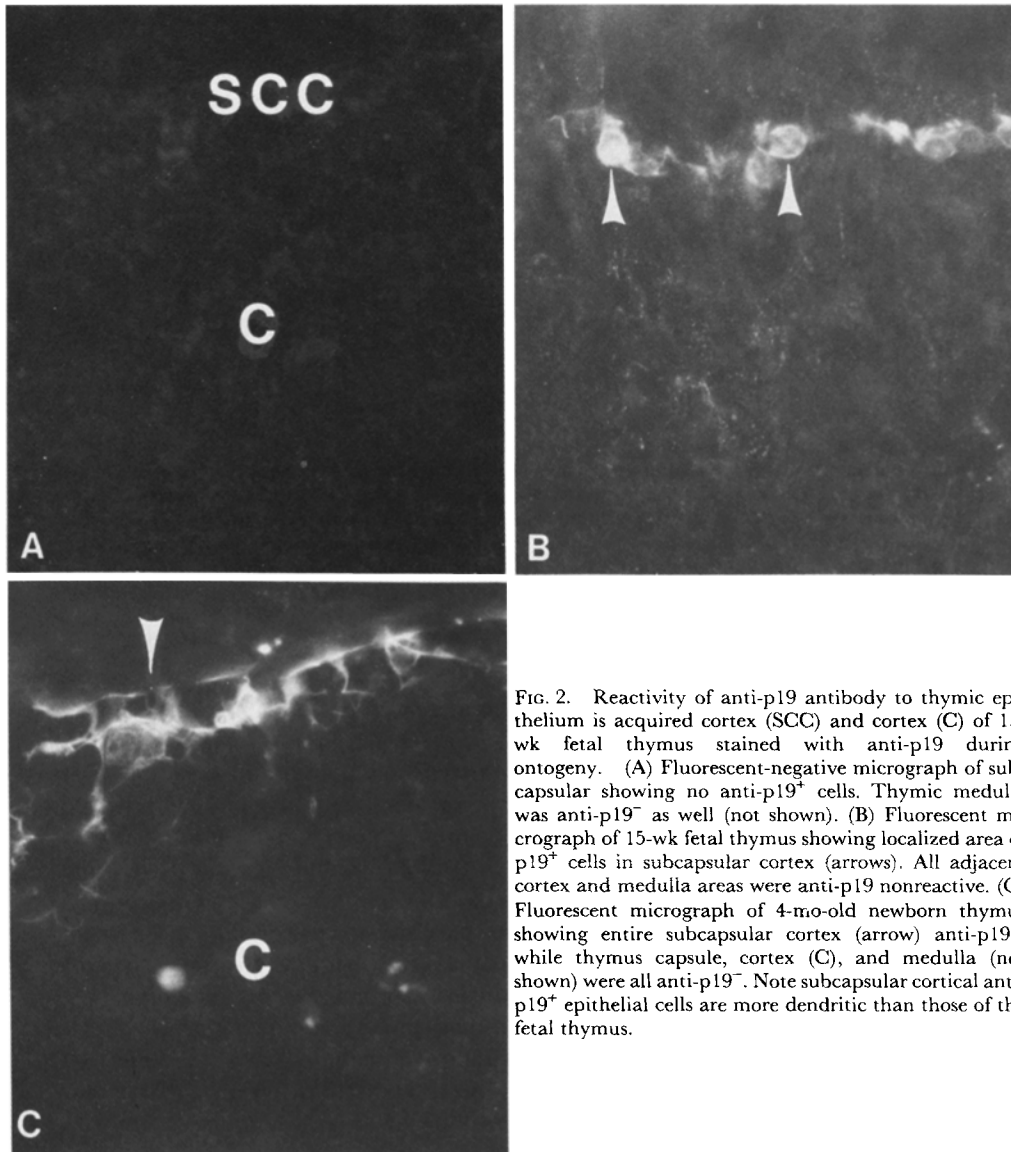 SCC
C
A
B
C
C
FIG. 2. Reactivity of anti-p19 antibody to thymic ep
thelium is acquired cortex (SCC) and cortex (C) of 1
wk fetal thymus stained with anti-p19 durin
ontogeny. (A) Fluorescent-negative micrograph of sub
capsular showing no anti-p19⁺ cells. Thymic medul
was anti-p19⁻ as well (not shown). (B) Fluorescent m
crograph of 15-wk fetal thymus showing localized area
p19⁺ cells in subcapsular cortex (arrows). All adjacen
cortex and medulla areas were anti-p19 nonreactive. (C
Fluorescent micrograph of 4-mo-old newborn thymu
showing entire subcapsular cortex (arrow) anti-p19
while thymus capsule, cortex (C), and medulla (no
shown) were all anti-p19⁻. Note subcapsular cortical ant
p19⁺ epithelial cells are more dendritic than those of th
fetal thymus.